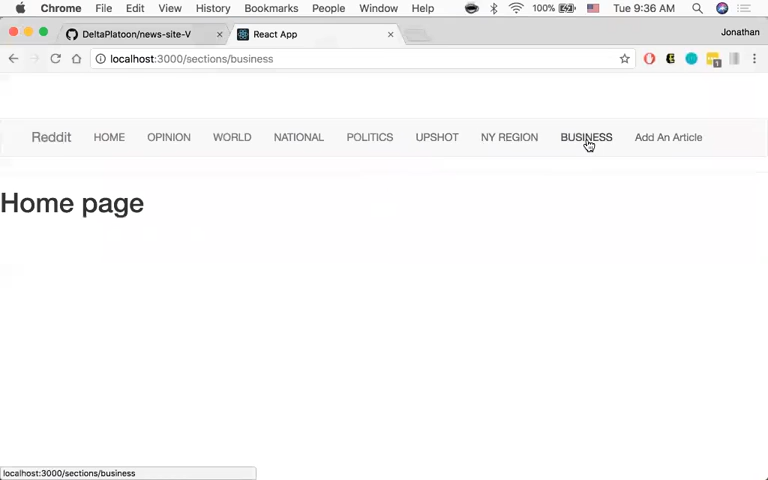 Chrome File Edit View History Bookmarks People Window Help 100% Tue 9:36 AM
DeltaPlatoon/news-site-V × React App × Jonathan
localhost:3000/sections/business 1
Reddit HOME OPINION WORLD NATIONAL POLITICS UPSHOT NY REGION BUSINESS Add An Article
Home page
localhost:3000/sections/business